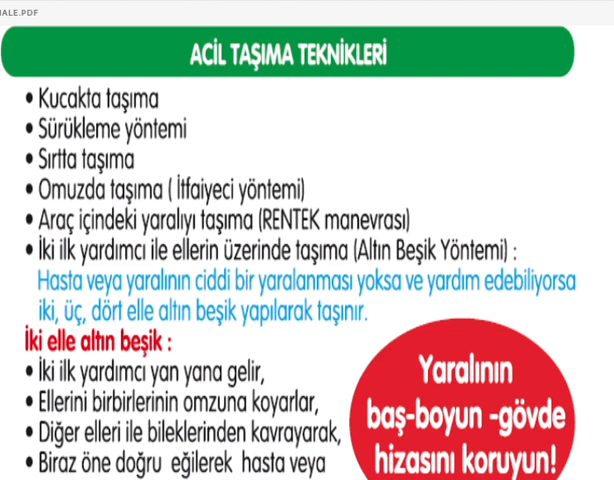 IALE.PDF
ACİL TAŞIMA TEKNİKLERİ
• Kucakta taşıma
• Sürükleme yöntemi
• Sırtta taşıma
• Omuzda taşıma ( İtfaiyeci yöntemi)
• Araç içindeki yaralıyı taşıma (RENTEK manevrası)
• İki ilk yardımcı ile ellerin üzerinde taşıma (Altın Beşik Yöntemi) :
Hasta veya yaralının ciddi bir yaralanması yoksa ve yardım edebiliyorsa
iki, üç, dört elle altın beşik yapılarak taşınır.
İki elle altın beşik :
• İki ilk yardımcı yan yana gelir,
• Ellerini birbirlerinin omzuna koyarlar,
• Diğer elleri ile bileklerinden kavrayarak,
• Biraz öne doğru eğilerek hasta veya
Yaralının
baş-boyun -gövde
hizasını koruyun!